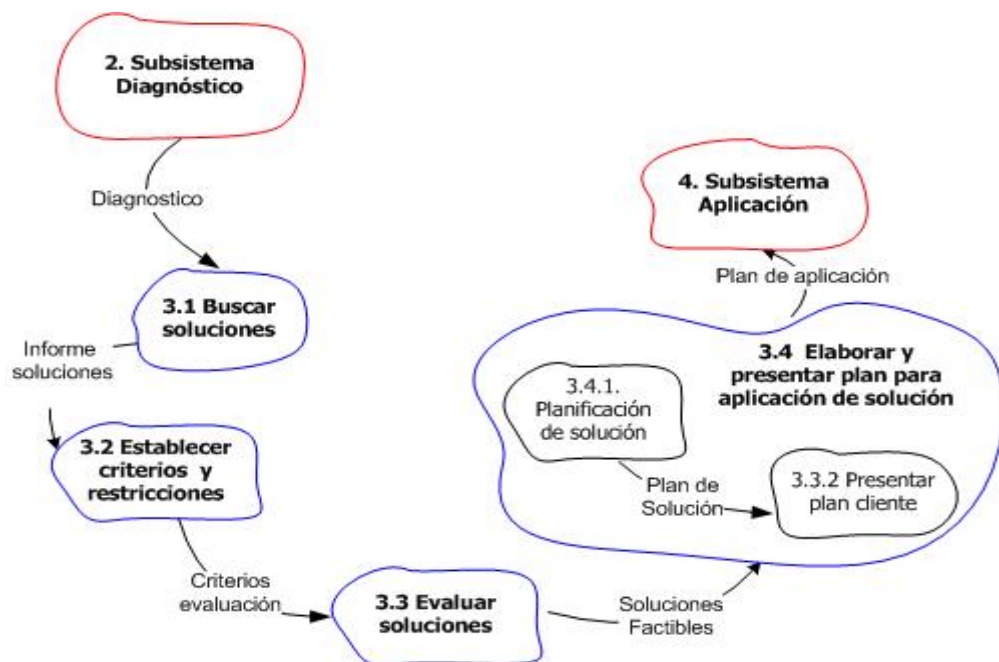 2. Subsistema
Diagnóstico
Diagnostico
3.1 Buscar
soluciones
Informe
soluciones
3.2 Establecer
criterios y
restricciones
Criterios
evaluación
3.3 Evaluar
soluciones
Soluciones
Factibles
3.4 Elaborar y
presentar plan para
aplicación de solución
3.4.1.
Planificación
de solución
Plan de
Solución
3.3.2 Presentar
plan cliente
Plan de aplicación
4. Subsistema
Aplicación